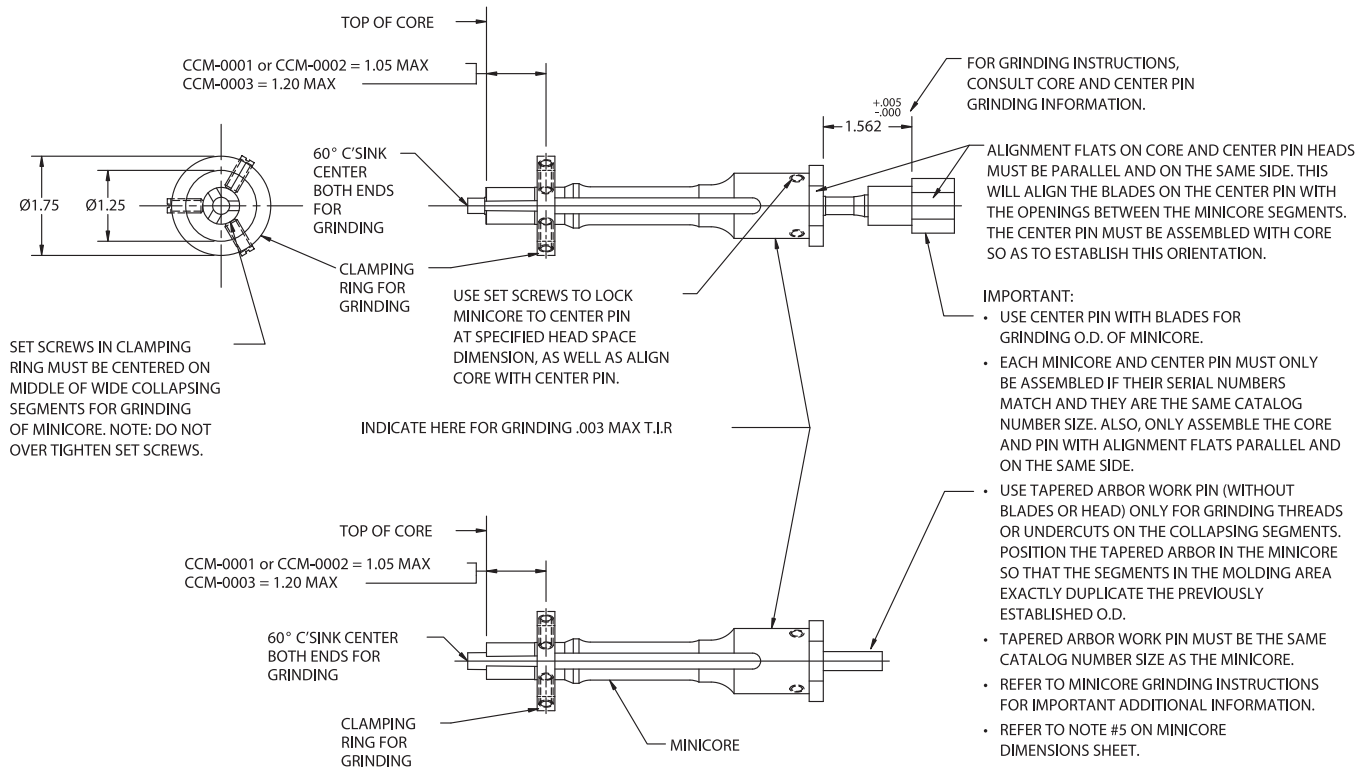 TOP OF CORE
CCM-0001 or CCM-0002 = 1.05 MAX
CCM-0003 = 1.20 MAX
Ø1.75
Ø1.25
60° C'SINK
CENTER
BOTH ENDS
FOR
GRINDING
CLAMPING
RING FOR
GRINDING
SET SCREWS IN CLAMPING
RING MUST BE CENTERED ON
MIDDLE OF WIDE COLLAPSING
SEGMENTS FOR GRINDING
OF MINICORE. NOTE: DO NOT
OVER TIGHTEN SET SCREWS.
USE SET SCREWS TO LOCK
MINICORE TO CENTER PIN
AT SPECIFIED HEAD SPACE
DIMENSION, AS WELL AS ALIGN
CORE WITH CENTER PIN.
+.005
-.000
1.562
FOR GRINDING INSTRUCTIONS,
CONSULT CORE AND CENTER PIN
GRINDING INFORMATION.
ALIGNMENT FLATS ON CORE AND CENTER PIN HEADS
MUST BE PARALLEL AND ON THE SAME SIDE. THIS
WILL ALIGN THE BLADES ON THE CENTER PIN WITH
THE OPENINGS BETWEEN THE MINICORE SEGMENTS.
THE CENTER PIN MUST BE ASSEMBLED WITH CORE
SO AS TO ESTABLISH THIS ORIENTATION.
INDICATE HERE FOR GRINDING .003 MAX T.I.R
IMPORTANT:
• USE CENTER PIN WITH BLADES FOR
GRINDING O.D. OF MINICORE.
• EACH MINICORE AND CENTER PIN MUST ONLY
BE ASSEMBLED IF THEIR SERIAL NUMBERS
MATCH AND THEY ARE THE SAME CATALOG
NUMBER SIZE. ALSO, ONLY ASSEMBLE THE CORE
AND PIN WITH ALIGNMENT FLATS PARALLEL AND
ON THE SAME SIDE.
• USE TAPERED ARBOR WORK PIN (WITHOUT
BLADES OR HEAD) ONLY FOR GRINDING THREADS
OR UNDERCUTS ON THE COLLAPSING SEGMENTS.
POSITION THE TAPERED ARBOR IN THE MINICORE
SO THAT THE SEGMENTS IN THE MOLDING AREA
EXACTLY DUPLICATE THE PREVIOUSLY
ESTABLISHED O.D.
• TAPERED ARBOR WORK PIN MUST BE THE SAME
CATALOG NUMBER SIZE AS THE MINICORE.
• REFER TO MINICORE GRINDING INSTRUCTIONS
FOR IMPORTANT ADDITIONAL INFORMATION.
• REFER TO NOTE #5 ON MINICORE
DIMENSIONS SHEET.
TOP OF CORE
CCM-0001 or CCM-0002 = 1.05 MAX
CCM-0003 = 1.20 MAX
60° C'SINK CENTER
BOTH ENDS FOR
GRINDING
CLAMPING
RING FOR
GRINDING
MINICORE